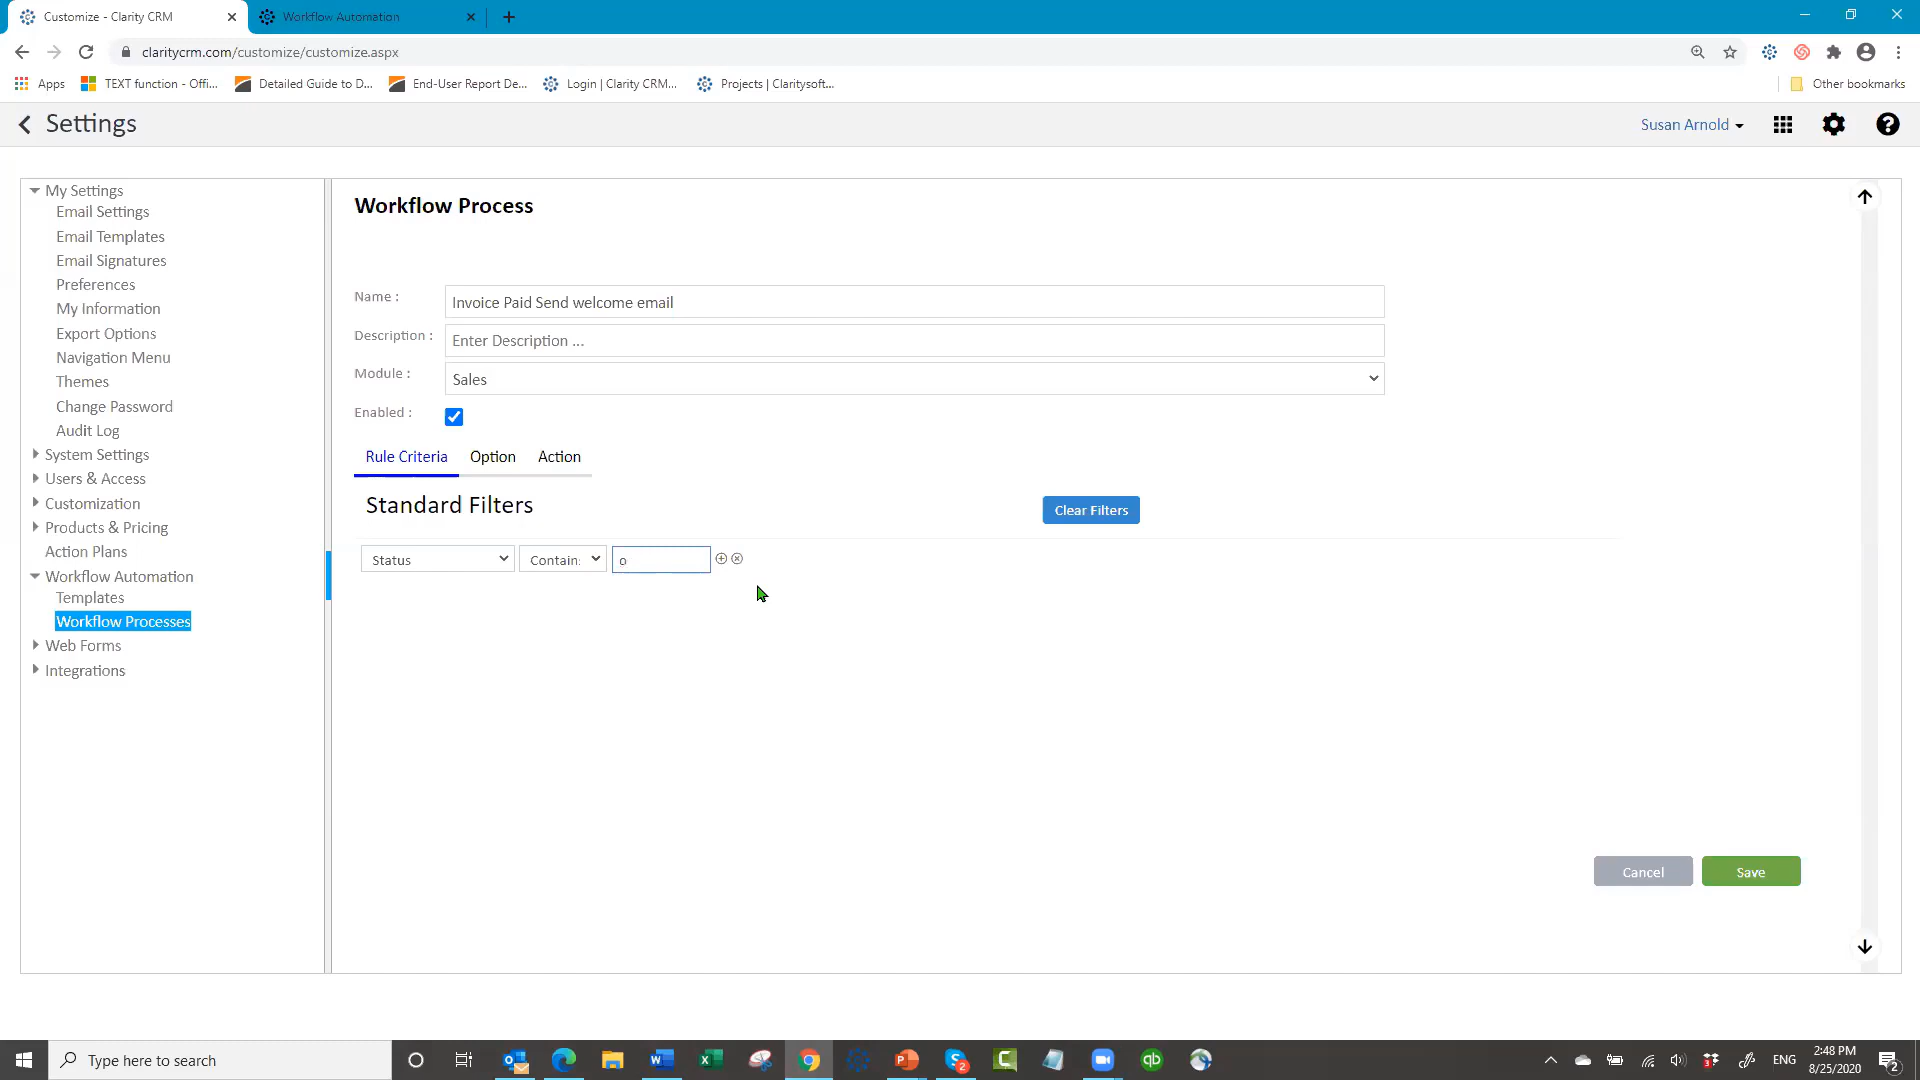 Customize - Clarity CRM
Workflow Automation
claritycrm.com/customize/customize.aspx
Apps
TEXT function - Offi...
Detailed Guide to D...
End-User Report De...
Login | Clarity CRM...
Projects | Claritysoft...
Other bookmarks
Settings
Susan Arnold
My Settings
Email Settings
Email Templates
Email Signatures
Preferences
My Information
Export Options
Navigation Menu
Themes
Change Password
Audit Log
System Settings
Users & Access
Customization
Products & Pricing
Action Plans
Workflow Automation
Templates
Workflow Processes
Web Forms
Integrations
Workflow Process
Name : Invoice Paid Send welcome email
Description : Enter Description ...
Module : Sales
Enabled :
Rule Criteria Option Action
Standard Filters
Clear Filters
Status Contain: o
Cancel Save
Type here to search
ENG
2:48 PM
8/25/2020
2
2